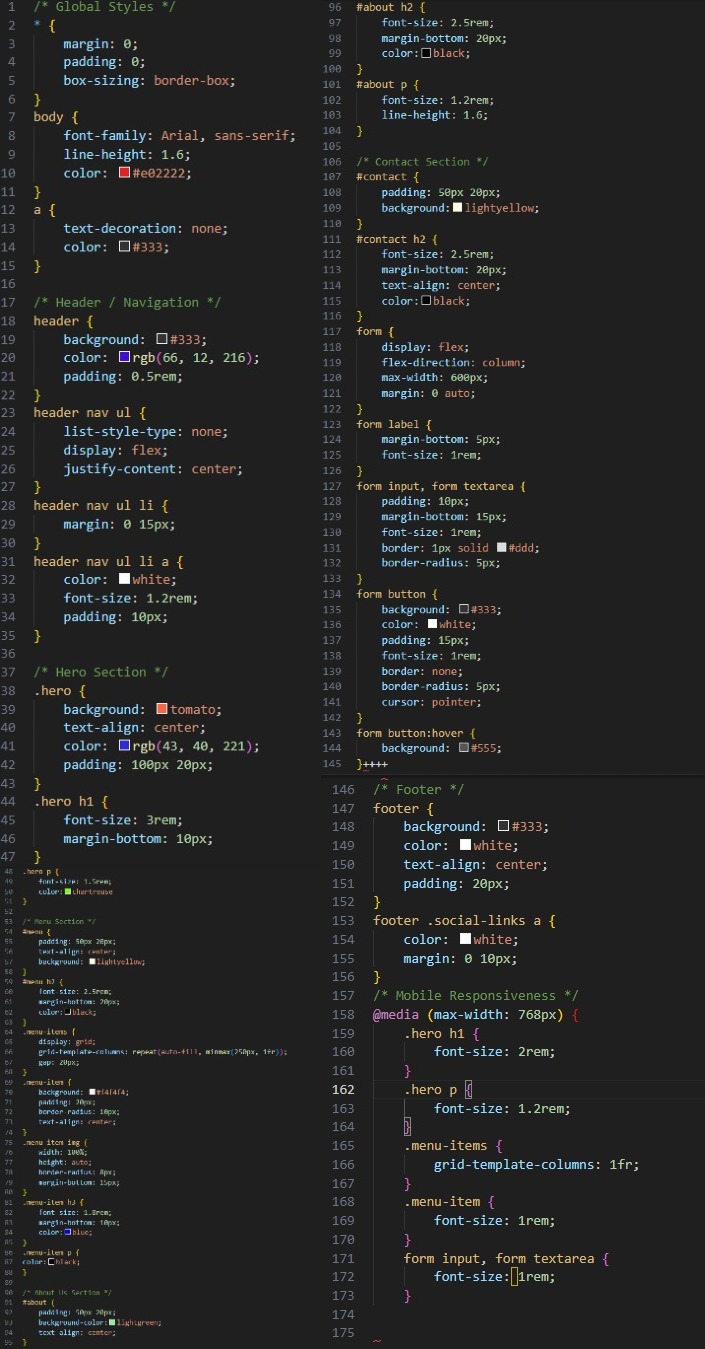 1 /* Global Styles */
2 * {
3 margin: 0;
4 padding: 0;
5 box-sizing: border-box;
6 }
7 body {
8 font-family: Arial, sans-serif;
9 line-height: 1.6;
10 color: #e02222;
11 }
12 a {
13 text-decoration: none;
14 color: #333;
15 }
16
17 /* Header / Navigation */
18 header {
19 background: #333;
20 color: rgb(66, 12, 216);
21 padding: 0.5rem;
22 }
23 header nav ul {
24 list-style-type: none;
25 display: flex;
26 justify-content: center;
27 }
28 header nav ul li {
29 margin: 0 15px;
30 }
31 header nav ul li a {
32 color: white;
33 font-size: 1.2rem;
34 padding: 10px;
35 }
36
37 /* Hero Section */
38 .hero {
39 background: tomato;
40 text-align: center;
41 color: rgb(43, 40, 221);
42 padding: 100px 20px;
43 }
44 .hero h1 {
45 font-size: 3rem;
46 margin-bottom: 10px;
47 }
48 .hero p {
49 font-size: 1.5rem;
50 color: chartreuse
51 }
52
53 /* Menu Section */
54 #menu {
55 padding: 50px 20px;
56 text-align: center;
57 background: lightyellow;
58 }
59 #menu h2 {
60 font-size: 2.5rem;
61 margin-bottom: 20px;
62 color: black;
63 }
64 .menu-items {
65 display: grid;
66 grid-template-columns: repeat(auto-fill, minmax(250px, 1fr));
67 gap: 20px;
68 }
69 .menu-item {
70 background: #f4f4f4;
71 padding: 20px;
72 border-radius: 10px;
73 text-align: center;
74 }
75 .menu-item img {
76 width: 100%;
77 height: auto;
78 border-radius: 8px;
79 margin-bottom: 15px;
80 }
81 .menu-item h3 {
82 font-size: 1.8rem;
83 margin-bottom: 10px;
84 color: blue;
85 }
86 .menu-item p {
87 color: black;
88 }
89
90 /* About Us Section */
91 #about {
92 padding: 50px 20px;
93 background-color: lightgreen;
94 text-align: center;
95 }
96 #about h2 {
97 font-size: 2.5rem;
98 margin-bottom: 20px;
99 color: black;
100 }
101 #about p {
102 font-size: 1.2rem;
103 line-height: 1.6;
104 }
105
106 /* Contact Section */
107 #contact {
108 padding: 50px 20px;
109 background: lightyellow;
110 }
111 #contact h2 {
112 font-size: 2.5rem;
113 margin-bottom: 20px;
114 text-align: center;
115 color: black;
116 }
117 form {
118 display: flex;
119 flex-direction: column;
120 max-width: 600px;
121 margin: 0 auto;
122 }
123 form label {
124 margin-bottom: 5px;
125 font-size: 1rem;
126 }
127 form input, form textarea {
128 padding: 10px;
129 margin-bottom: 15px;
130 font-size: 1rem;
131 border: 1px solid #ddd;
132 border-radius: 5px;
133 }
134 form button {
135 background: #333;
136 color: white;
137 padding: 15px;
138 font-size: 1rem;
139 border: none;
140 border-radius: 5px;
141 cursor: pointer;
142 }
143 form button:hover {
144 background: #555;
145 }++++
146 /* Footer */
147 footer {
148 background: #333;
149 color: white;
150 text-align: center;
151 padding: 20px;
152 }
153 footer .social-links a {
154 color: white;
155 margin: 0 10px;
156 }
157 /* Mobile Responsiveness */
158 @media (max-width: 768px) {
159 .hero h1 {
160 font-size: 2rem;
161 }
162 .hero p {
163 font-size: 1.2rem;
164 }
165 .menu-items {
166 grid-template-columns: 1fr;
167 }
168 .menu-item {
169 font-size: 1rem;
170 }
171 form input, form textarea {
172 font-size: 1rem;
173 }
174
175